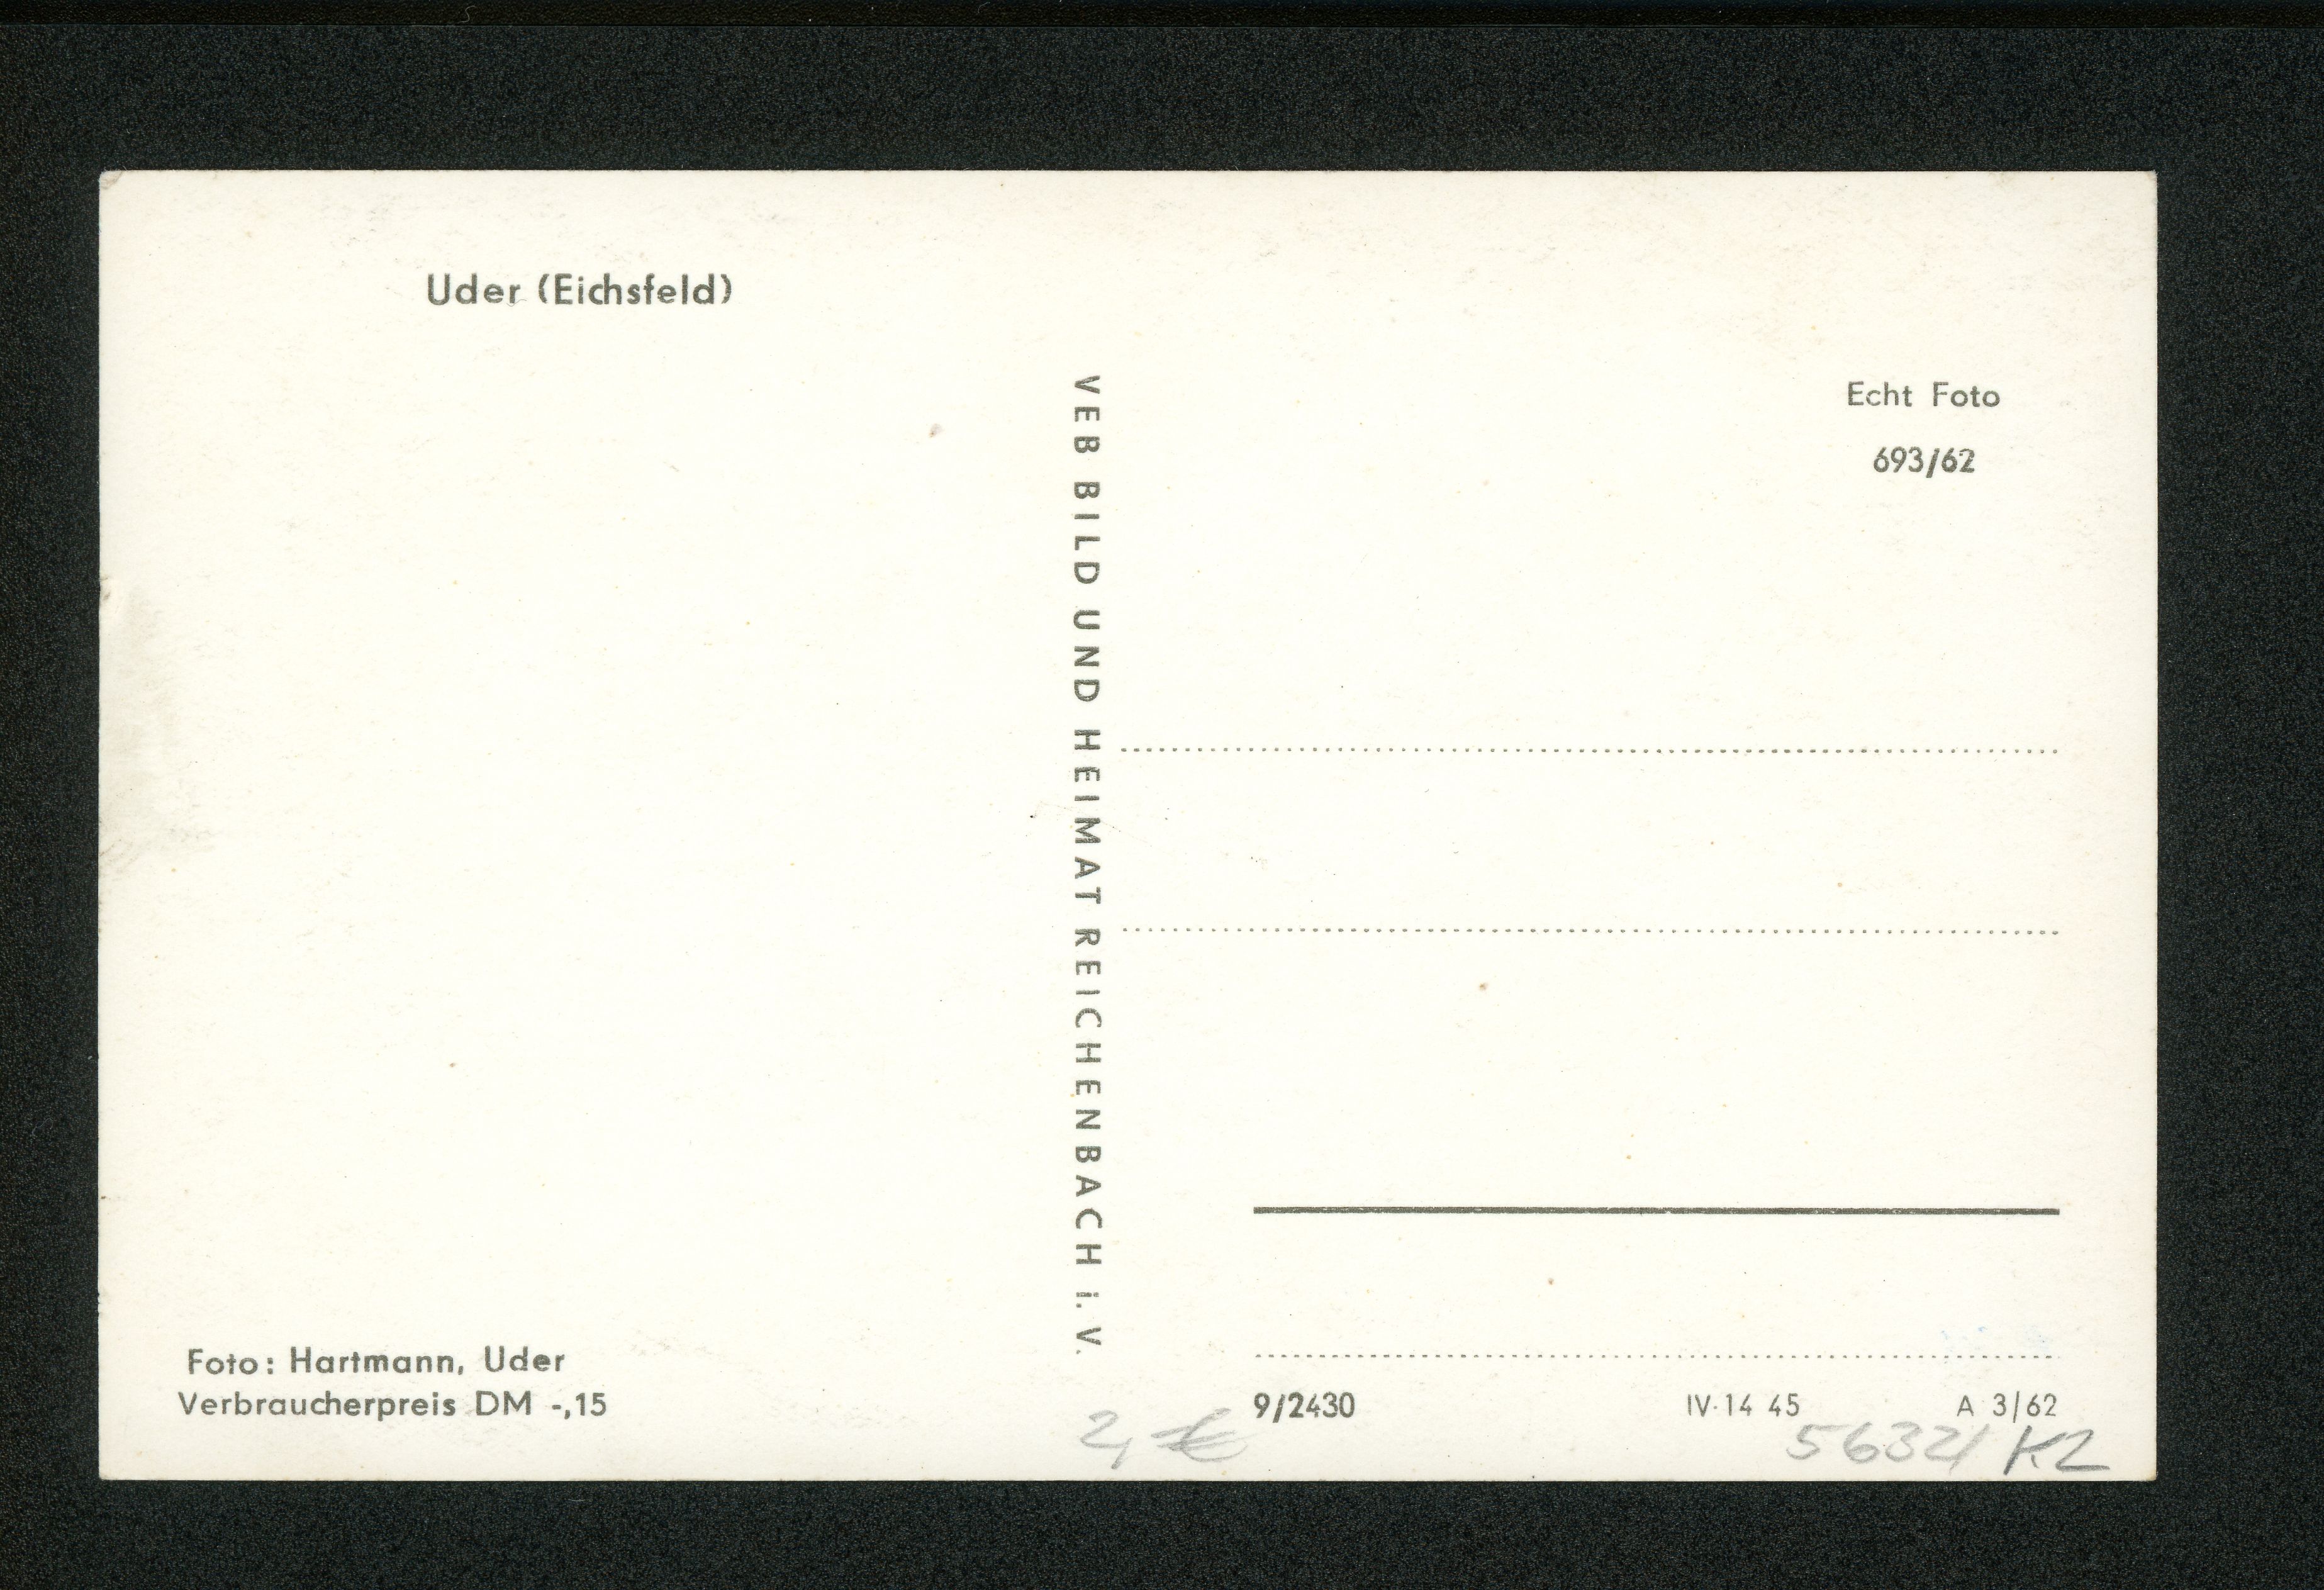 Uder (Eichsfeld)
VEB BILD UND HEIMAT REICHENBACH i. V.
Echt Foto
693/62
Foto: Hartmann, Uder
Verbraucherpreis DM -,15
9/2430
IV·14 45
A 3/62
2,-€
56321 K2